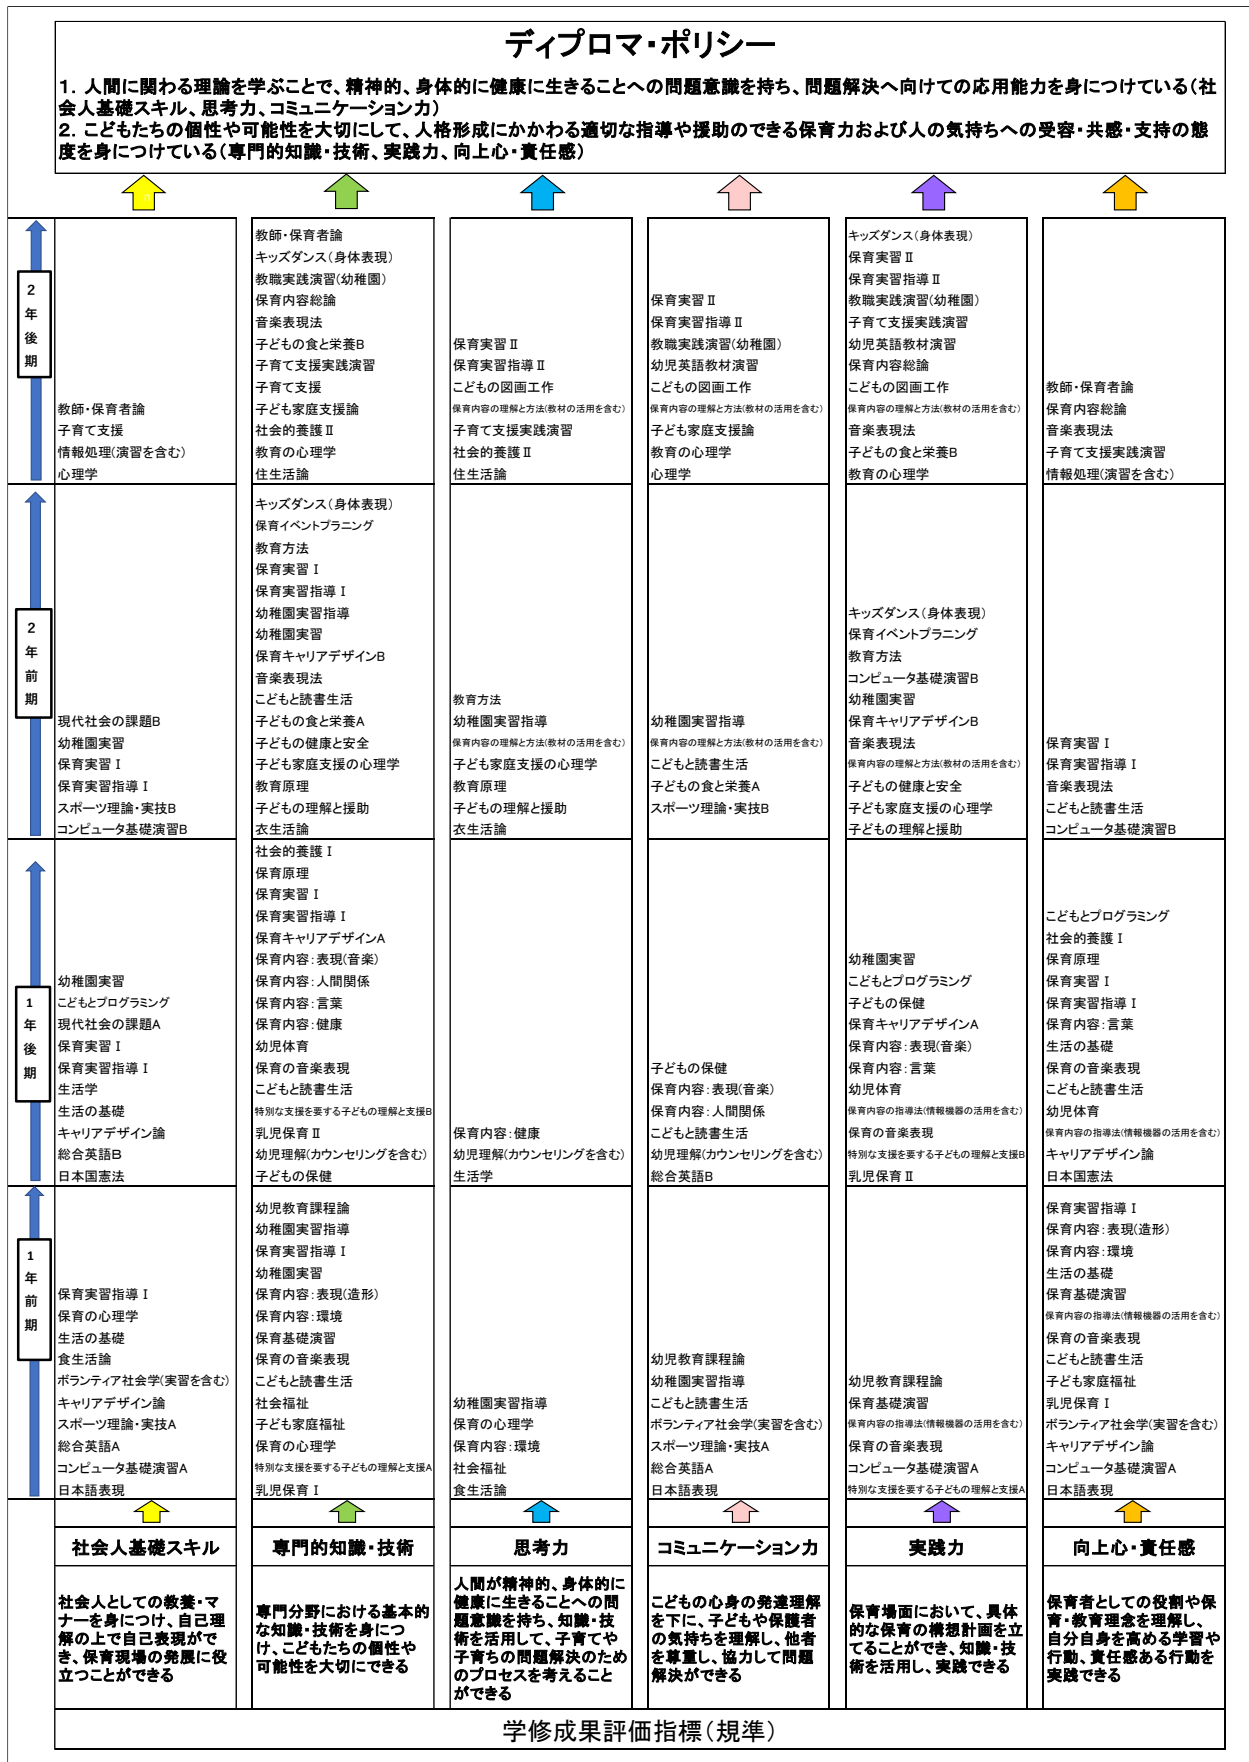 ディプロマ・ポリシー
1. 人間に関わる理論を学ぶことで、精神的、身体的に健康に生きることへの問題意識を持ち、問題解決へ向けての応用能力を身につけている(社
会人基礎スキル、思考力、コミュニケーション力)
2. こどもたちの個性や可能性を大切にして、人格形成にかかわる適切な指導や援助のできる保育力および人の気持ちへの受容・共感・支持の態
度を身につけている(専門的知識・技術、実践力、向上心・責任感)
2年後期
教師・保育者論
子育て支援
情報処理(演習を含む)
心理学
教師・保育者論
キッズダンス(身体表現)
教職実践演習(幼稚園)
保育内容総論
音楽表現法
子どもの食と栄養B
子育て支援実践演習
子育て支援
子ども家庭支援論
社会的養護Ⅱ
教育の心理学
住生活論
保育実習Ⅱ
保育実習指導Ⅱ
こどもの図画工作
保育内容の理解と方法(教材の活用を含む)
子育て支援実践演習
社会的養護Ⅱ
住生活論
保育実習Ⅱ
保育実習指導Ⅱ
教職実践演習(幼稚園)
幼児英語教材演習
こどもの図画工作
保育内容の理解と方法(教材の活用を含む)
子ども家庭支援論
教育の心理学
心理学
キッズダンス(身体表現)
保育実習Ⅱ
保育実習指導Ⅱ
教職実践演習(幼稚園)
子育て支援実践演習
幼児英語教材演習
保育内容総論
こどもの図画工作
保育内容の理解と方法(教材の活用を含む)
音楽表現法
子どもの食と栄養B
教育の心理学
教師・保育者論
保育内容総論
音楽表現法
子育て支援実践演習
情報処理(演習を含む)
2年前期
現代社会の課題B
幼稚園実習
保育実習Ⅰ
保育実習指導Ⅰ
スポーツ理論・実技B
コンピュータ基礎演習B
キッズダンス(身体表現)
保育イベントプラニング
教育方法
保育実習Ⅰ
保育実習指導Ⅰ
幼稚園実習指導
幼稚園実習
保育キャリアデザインB
音楽表現法
こどもと読書生活
子どもの食と栄養A
子どもの健康と安全
子ども家庭支援の心理学
教育原理
子どもの理解と援助
衣生活論
教育方法
幼稚園実習指導
保育内容の理解と方法(教材の活用を含む)
子ども家庭支援の心理学
教育原理
子どもの理解と援助
衣生活論
幼稚園実習指導
保育内容の理解と方法(教材の活用を含む)
こどもと読書生活
子どもの食と栄養A
スポーツ理論・実技B
キッズダンス(身体表現)
保育イベントプラニング
教育方法
コンピュータ基礎演習B
幼稚園実習
保育キャリアデザインB
音楽表現法
保育内容の理解と方法(教材の活用を含む)
子どもの健康と安全
子ども家庭支援の心理学
子どもの理解と援助
保育実習Ⅰ
保育実習指導Ⅰ
音楽表現法
こどもと読書生活
コンピュータ基礎演習B
1年後期
幼稚園実習
こどもとプログラミング
現代社会の課題A
保育実習Ⅰ
保育実習指導Ⅰ
生活学
生活の基礎
キャリアデザイン論
総合英語B
日本国憲法
社会的養護Ⅰ
保育原理
保育実習Ⅰ
保育実習指導Ⅰ
保育キャリアデザインA
保育内容:表現(音楽)
保育内容:人間関係
保育内容:言葉
保育内容:健康
幼児体育
保育の音楽表現
こどもと読書生活
特別な支援を要する子どもの理解と支援B
乳児保育Ⅱ
幼児理解(カウンセリングを含む)
子どもの保健
保育内容:健康
幼児理解(カウンセリングを含む)
生活学
子どもの保健
保育内容:表現(音楽)
保育内容:人間関係
こどもと読書生活
幼児理解(カウンセリングを含む)
総合英語B
幼稚園実習
こどもとプログラミング
子どもの保健
保育キャリアデザインA
保育内容:表現(音楽)
保育内容:言葉
幼児体育
保育内容の指導法(情報機器の活用を含む)
保育の音楽表現
特別な支援を要する子どもの理解と支援B
乳児保育Ⅱ
こどもとプログラミング
社会的養護Ⅰ
保育原理
保育実習Ⅰ
保育実習指導Ⅰ
保育内容:言葉
生活の基礎
保育の音楽表現
こどもと読書生活
幼児体育
保育内容の指導法(情報機器の活用を含む)
キャリアデザイン論
日本国憲法
1年前期
保育実習指導Ⅰ
保育の心理学
生活の基礎
食生活論
ボランティア社会学(実習を含む)
キャリアデザイン論
スポーツ理論・実技A
総合英語A
コンピュータ基礎演習A
日本語表現
幼児教育課程論
幼稚園実習指導
保育実習指導Ⅰ
幼稚園実習
保育内容:表現(造形)
保育内容:環境
保育基礎演習
保育の音楽表現
こどもと読書生活
社会福祉
子ども家庭福祉
保育の心理学
特別な支援を要する子どもの理解と支援A
乳児保育Ⅰ
幼稚園実習指導
保育の心理学
保育内容:環境
社会福祉
食生活論
幼児教育課程論
幼稚園実習指導
こどもと読書生活
ボランティア社会学(実習を含む)
スポーツ理論・実技A
総合英語A
日本語表現
幼児教育課程論
保育基礎演習
保育内容の指導法(情報機器の活用を含む)
保育の音楽表現
コンピュータ基礎演習A
特別な支援を要する子どもの理解と支援A
保育実習指導Ⅰ
保育内容:表現(造形)
保育内容:環境
生活の基礎
保育基礎演習
保育内容の指導法(情報機器の活用を含む)
保育の音楽表現
こどもと読書生活
子ども家庭福祉
乳児保育Ⅰ
ボランティア社会学(実習を含む)
キャリアデザイン論
コンピュータ基礎演習A
日本語表現
社会人基礎スキル
専門的知識・技術
思考力
コミュニケーション力
実践力
向上心・責任感
社会人としての教養・マ
ナーを身につけ、自己理
解の上で自己表現がで
き、保育現場の発展に役
立つことができる
専門分野における基本的
な知識・技術を身につ
け、こどもたちの個性や
可能性を大切にできる
人間が精神的、身体的に
健康に生きることへの問
題意識を持ち、知識・技
術を活用して、子育てや
子育ちの問題解決のため
のプロセスを考えること
ができる
こどもの心身の発達理解
を下に、子どもや保護者
の気持ちを理解し、他者
を尊重し、協力して問題
解決ができる
保育場面において、具体
的な保育の構想計画を立
てることができ、知識・技
術を活用し、実践できる
保育者としての役割や保
育・教育理念を理解し、
自分自身を高める学習や
行動、責任感ある行動を
実践できる
学修成果評価指標(規準)